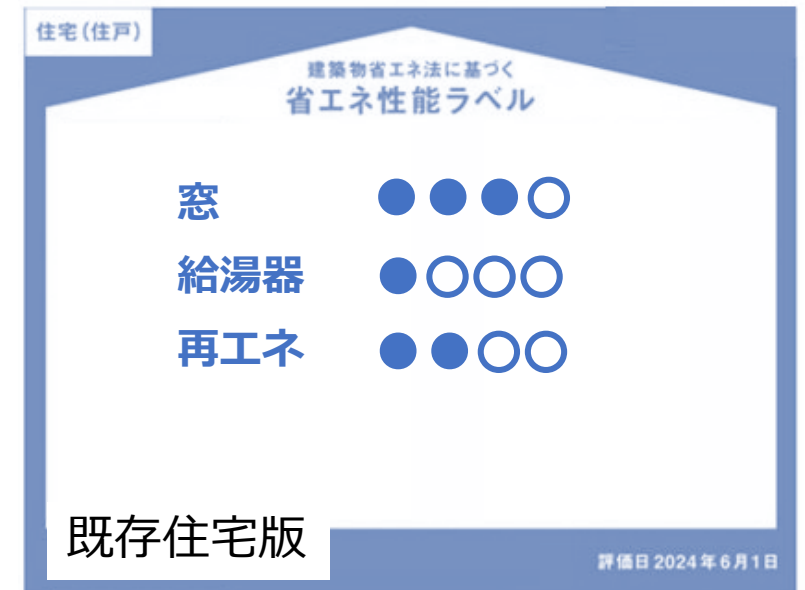 住宅(住戸)
建築物省エネ法に基づく
省エネ性能ラベル
窓 ●●●○
給湯器 ●○○○
再エネ ●●○○
既存住宅版
評価日2024年6月1日